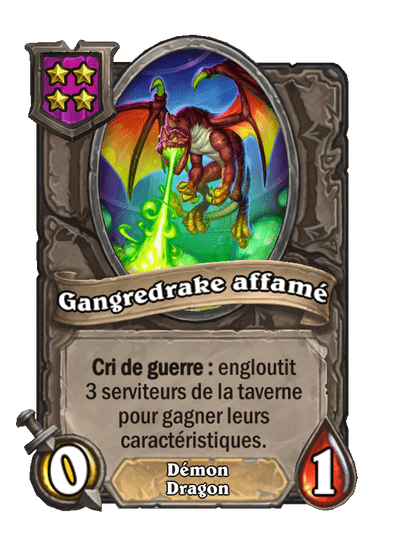 Gangredrake affamé
Cri de guerre : engloutit
3 serviteurs de la taverne
pour gagner leurs
caractéristiques.
0
Démon
Dragon
1